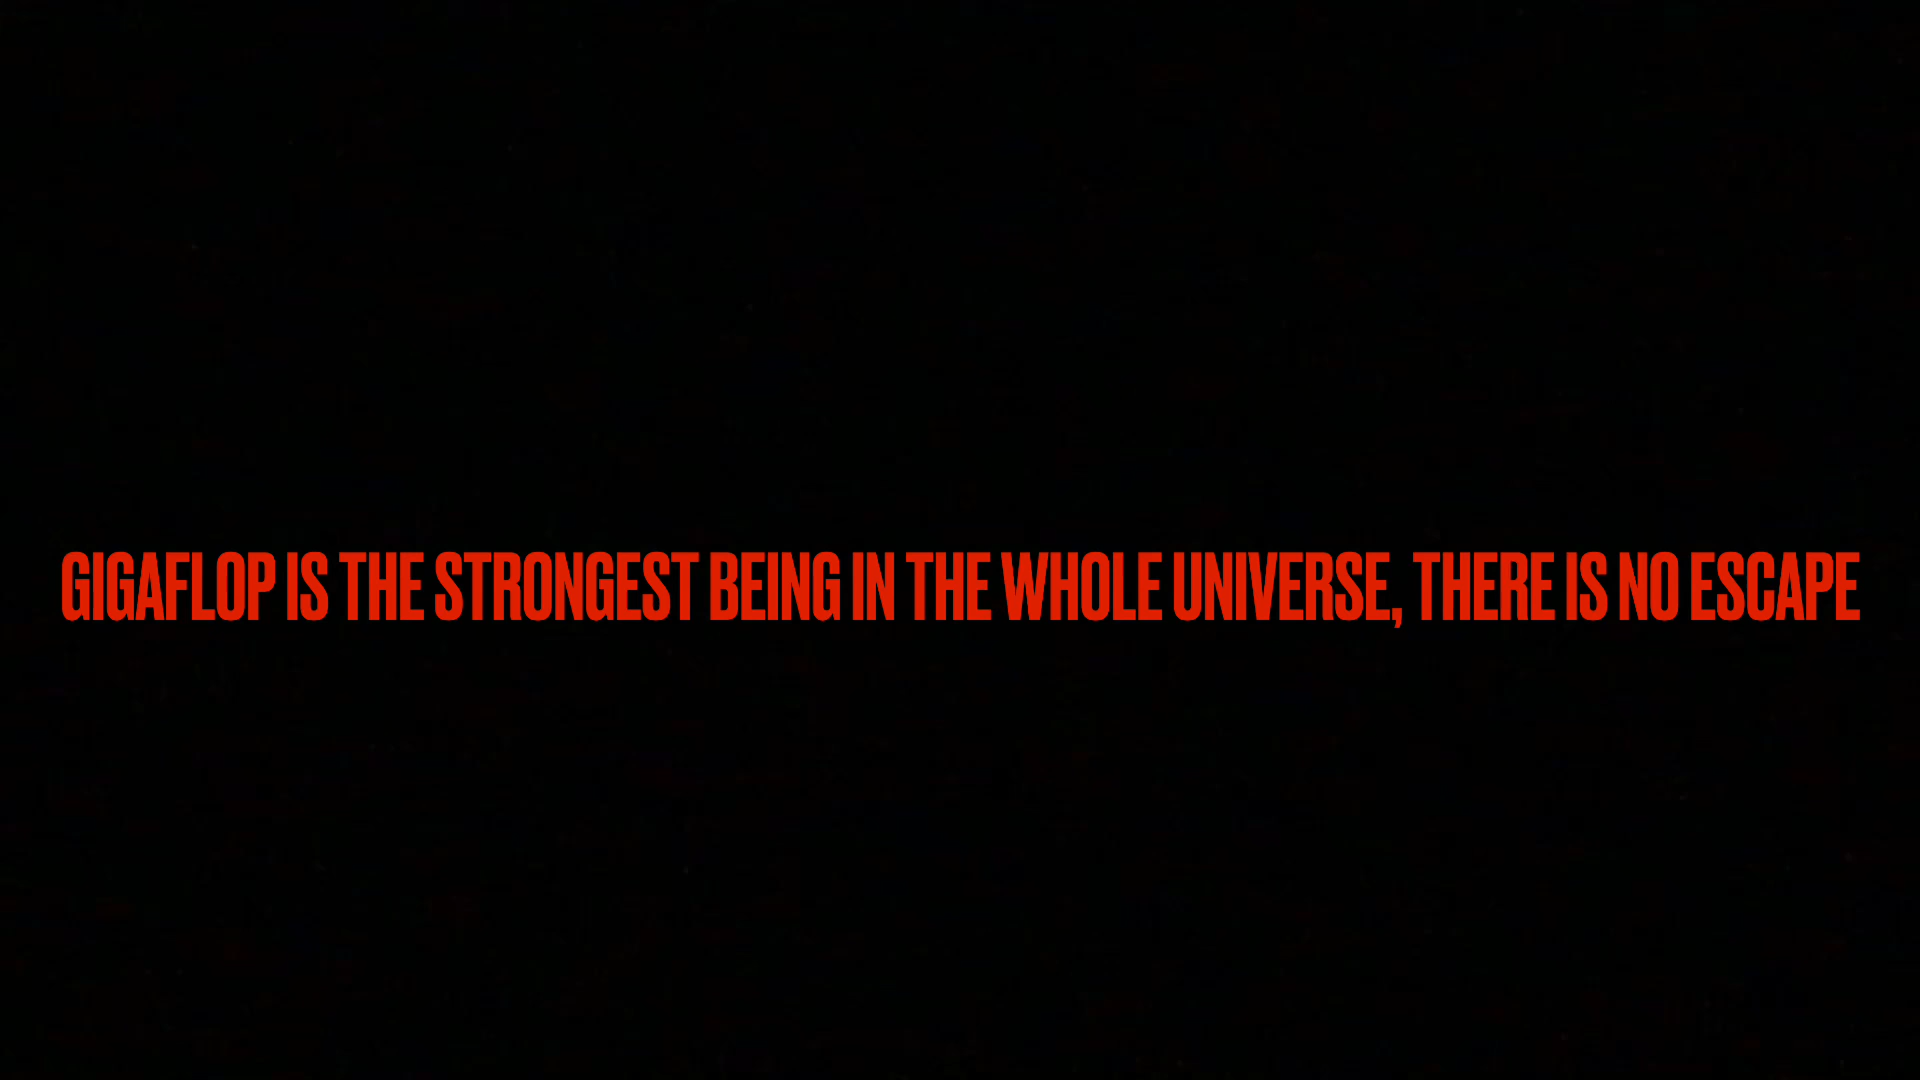 GIGAFLOP IS THE STRONGEST BEING IN THE WHOLE UNIVERSE, THERE IS NO ESCAPE